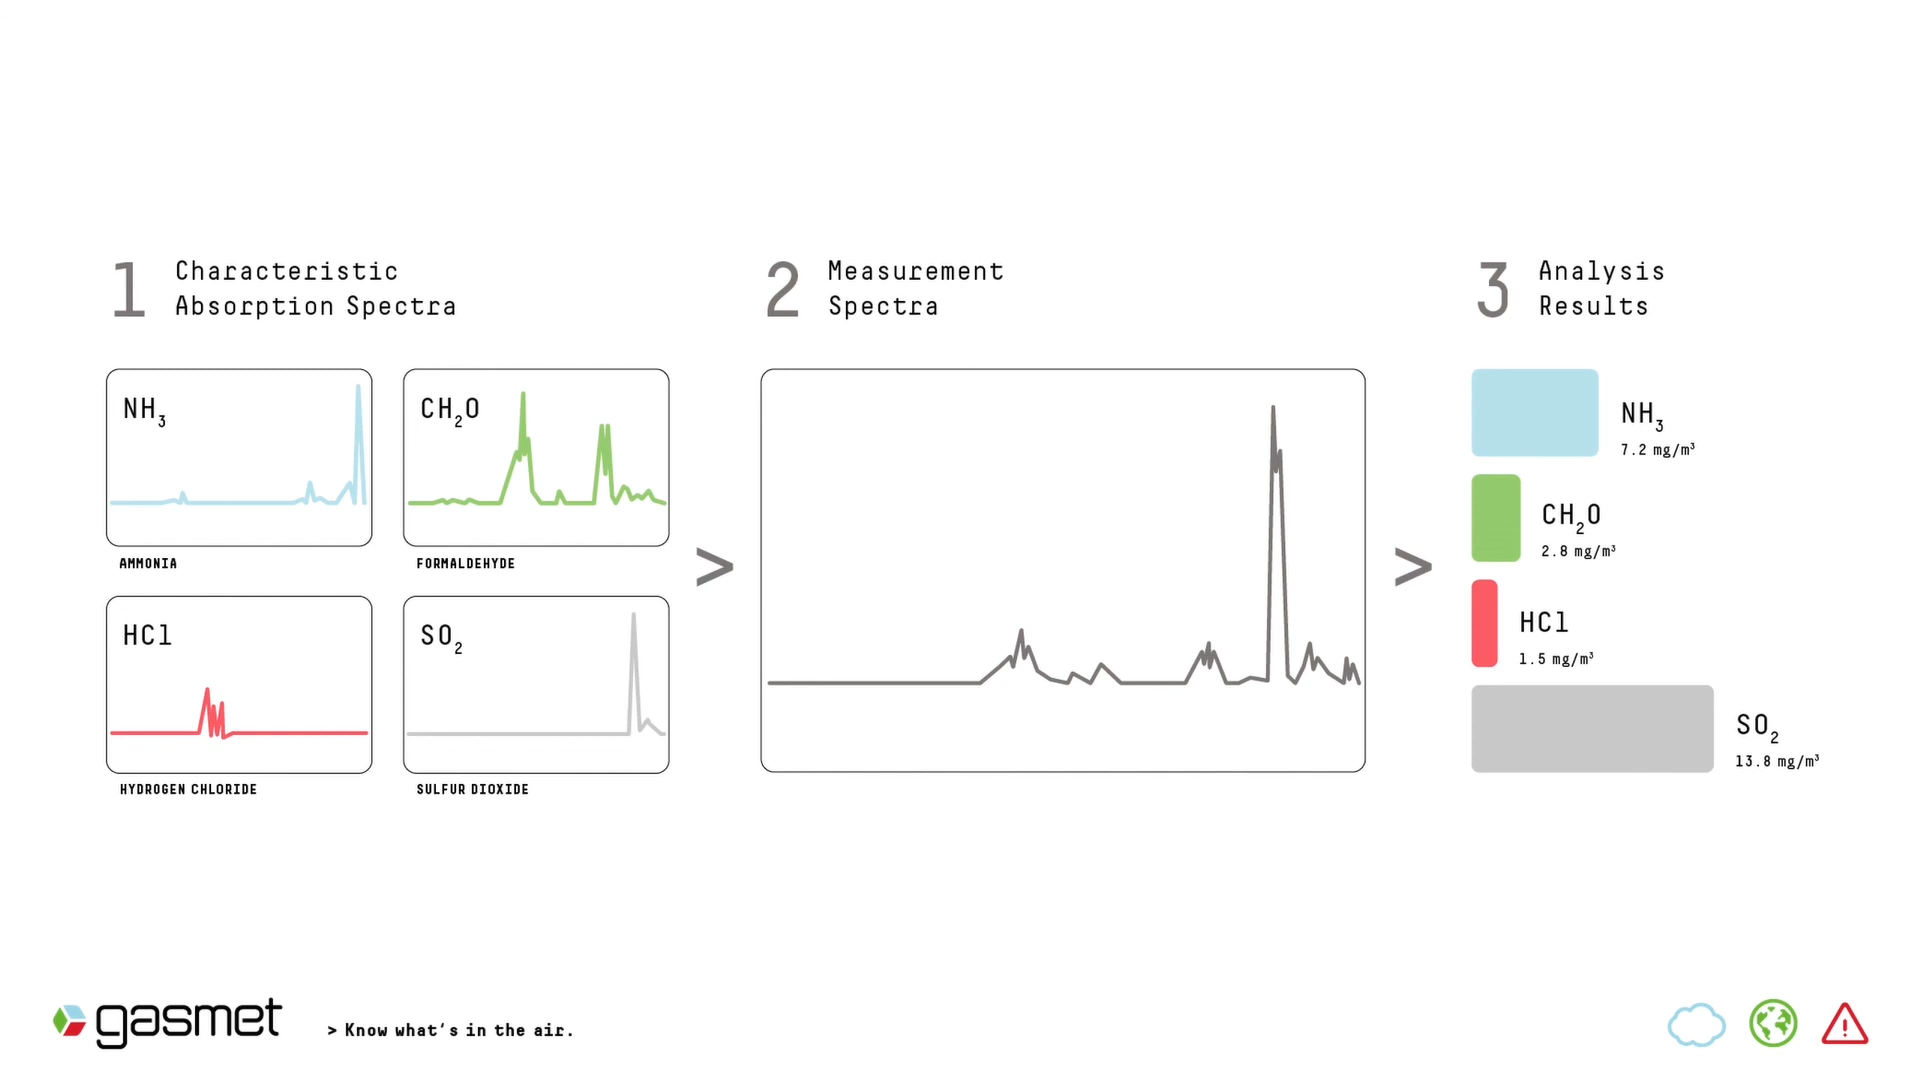 1
Characteristic
Absorption Spectra
NH₃
AMMONIA
CH₂O
FORMALDEHYDE
HCl
HYDROGEN CHLORIDE
SO₂
SULFUR DIOXIDE
>
2
Measurement
Spectra
>
3
Analysis
Results
NH₃
7.2 mg/m³
CH₂O
2.8 mg/m³
HCl
1.5 mg/m³
SO₂
13.8 mg/m³
gasmet
> Know what's in the air.
!